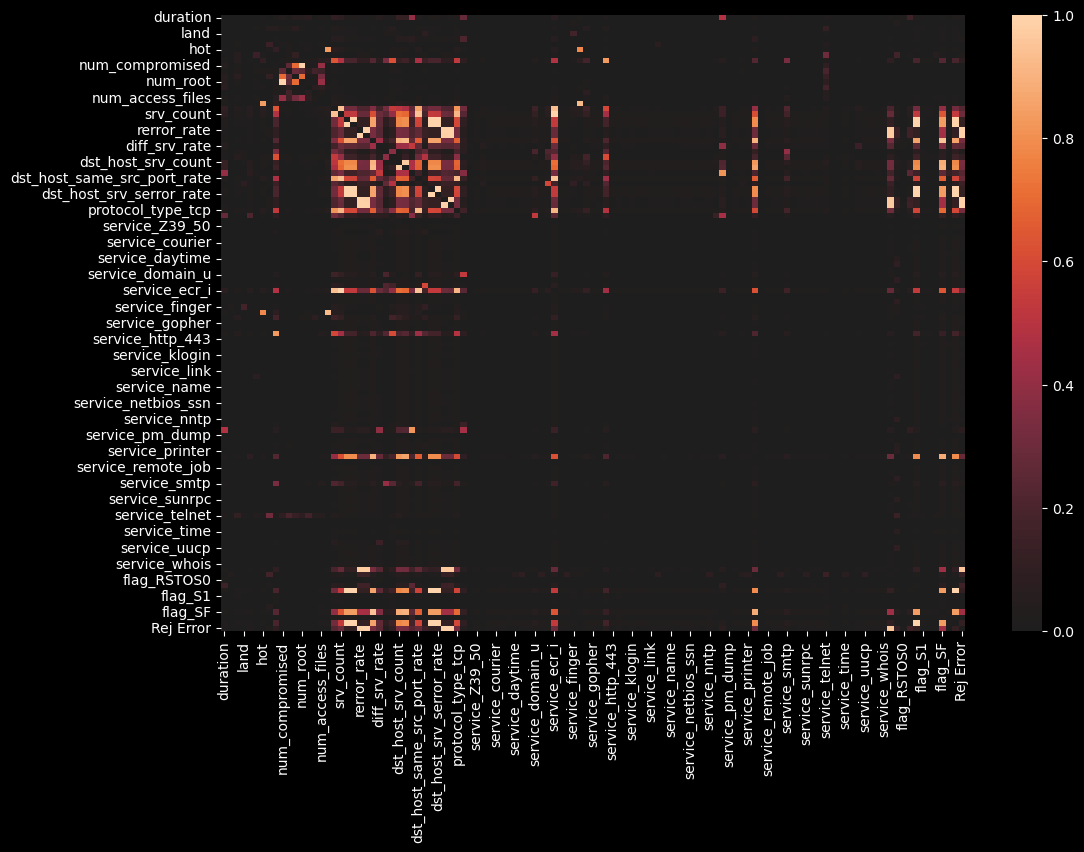 duration
land
hot
num_compromised
num_root
num_access_files
srv_count
rerror_rate
diff_srv_rate
dst_host_srv_count
dst_host_same_src_port_rate
dst_host_srv_serror_rate
protocol_type_tcp
service_Z39_50
service_courier
service_daytime
service_domain_u
service_ecr_i
service_finger
service_gopher
service_http_443
service_klogin
service_link
service_name
service_netbios_ssn
service_nntp
service_pm_dump
service_printer
service_remote_job
service_smtp
service_sunrpc
service_telnet
service_time
service_uucp
service_whois
flag_RSTOS0
flag_S1
flag_SF
Rej Error
duration
land
hot
num_compromised
num_root
num_access_files
srv_count
rerror_rate
diff_srv_rate
dst_host_srv_count
dst_host_same_src_port_rate
dst_host_srv_serror_rate
protocol_type_tcp
service_Z39_50
service_courier
service_daytime
service_domain_u
service_ecr_i
service_finger
service_gopher
service_http_443
service_klogin
service_link
service_name
service_netbios_ssn
service_nntp
service_pm_dump
service_printer
service_remote_job
service_smtp
service_sunrpc
service_telnet
service_time
service_uucp
service_whois
flag_RSTOS0
flag_S1
flag_SF
Rej Error
1.0
0.8
0.6
0.4
0.2
0.0